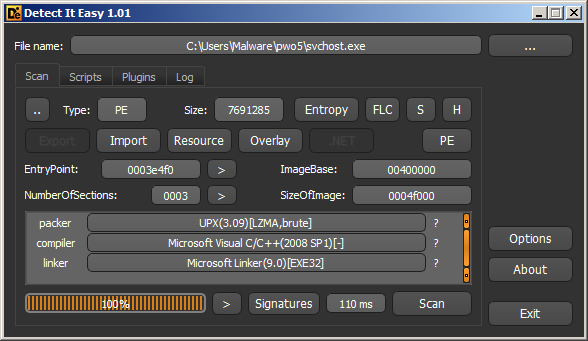 Detect It Easy 1.01
File name: C:\Users\Malware\pwo5\svchost.exe ...
Scan Scripts Plugins Log
.. Type: PE Size: 7691285 Entropy FLC S H
Export Import Resource Overlay .NET PE
EntryPoint: 0003e4f0 > ImageBase: 00400000
NumberOfSections: 0003 > SizeOfImage: 0004f000
packer UPX(3.09)[LZMA,brute] ?
compiler Microsoft Visual C/C++(2008 SP1)[-] ?
linker Microsoft Linker(9.0)[EXE32] ?
Options
About
100% > Signatures 110 ms Scan
Exit